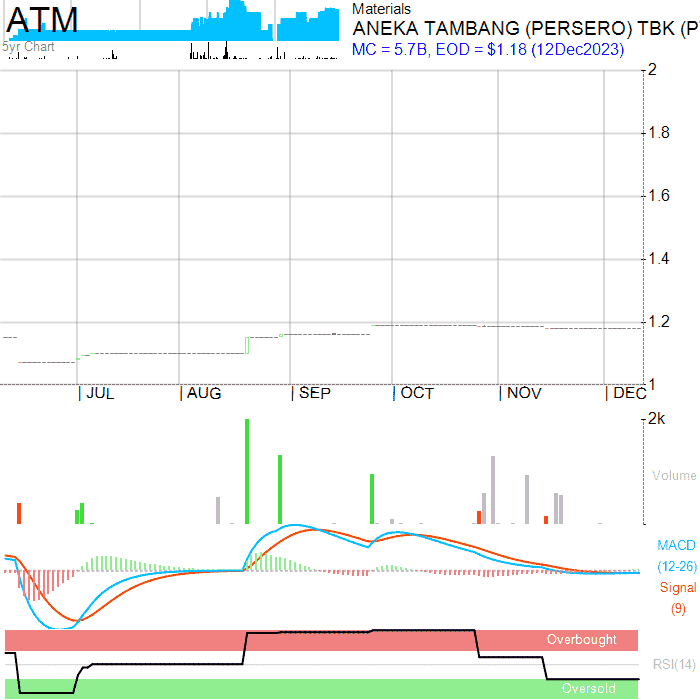 ATM
5yr Chart
Materials
ANEKA TAMBANG (PERSERO) TBK (P
MC = 5.7B, EOD = $1.18 (12Dec2023)
2
1.8
1.6
1.4
1.2
1
JUL
AUG
SEP
OCT
NOV
DEC
2k
Volume
MACD
(12-26)
Signal
(9)
Overbought
RSI(14)
Oversold